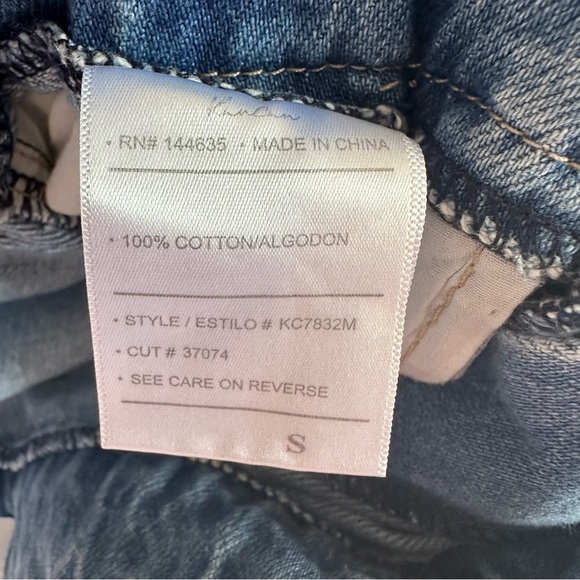 • RN# 144635 • MADE IN CHINA
• 100% COTTON/ALGODON
• STYLE / ESTILO # KC7832M
• CUT # 37074
• SEE CARE ON REVERSE
S